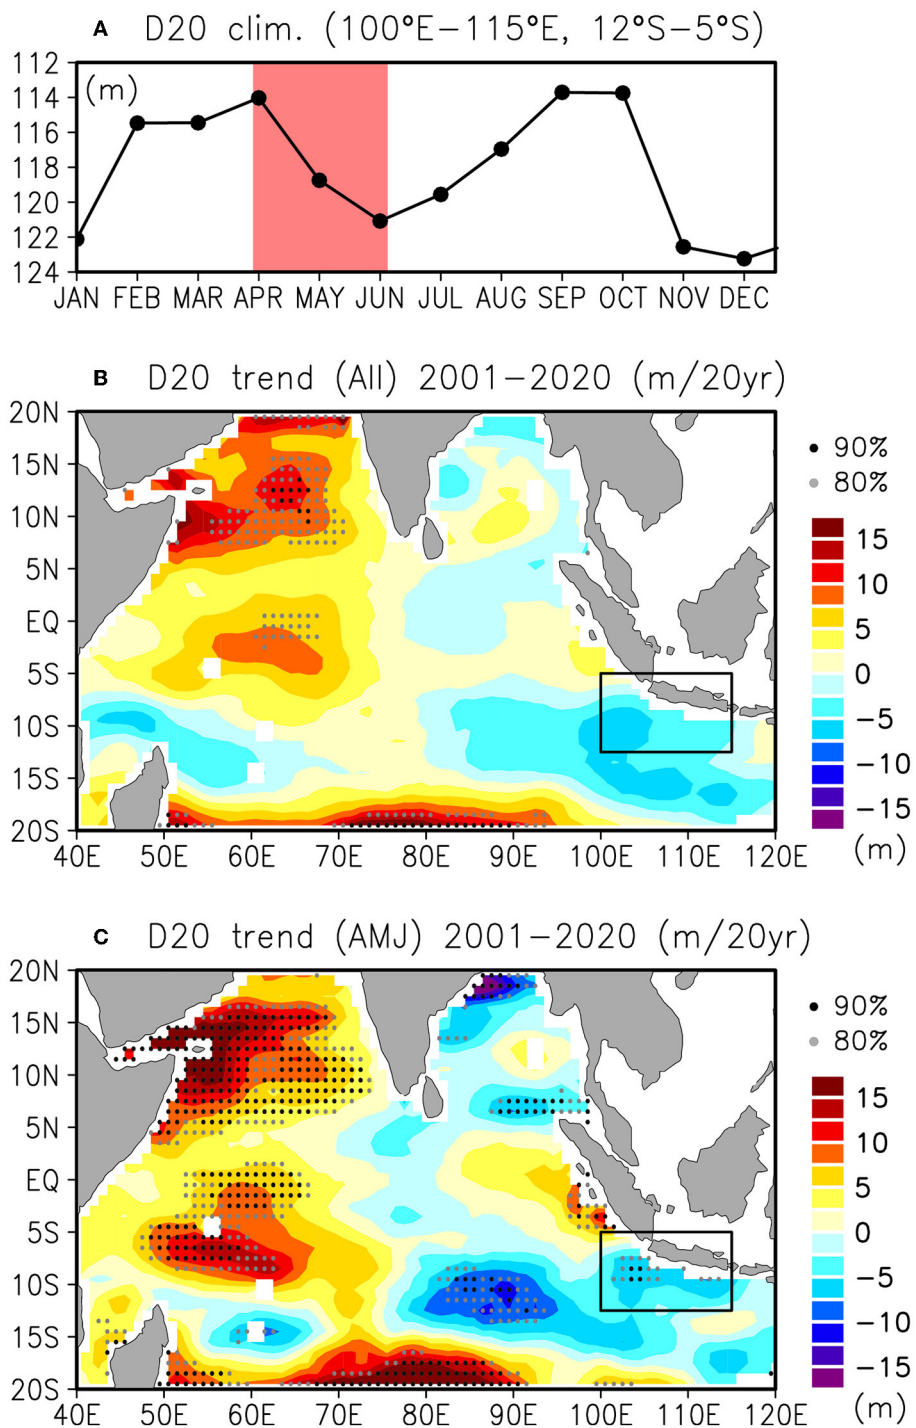 A D20 clim. (100°E−115°E, 12°S−5°S)
112
(m)
114
116
118
120
122
124
JAN FEB MAR APR MAY JUN JUL AUG SEP OCT NOV DEC
B D20 trend (All) 2001−2020 (m/20yr)
20N
15N
10N
5N
EQ
5S
10S
15S
20S
40E 50E 60E 70E 80E 90E 100E 110E 120E
90%
80%
15
10
5
0
−5
−10
−15
(m)
C D20 trend (AMJ) 2001−2020 (m/20yr)
20N
15N
10N
5N
EQ
5S
10S
15S
20S
40E 50E 60E 70E 80E 90E 100E 110E 120E
90%
80%
15
10
5
0
−5
−10
−15
(m)